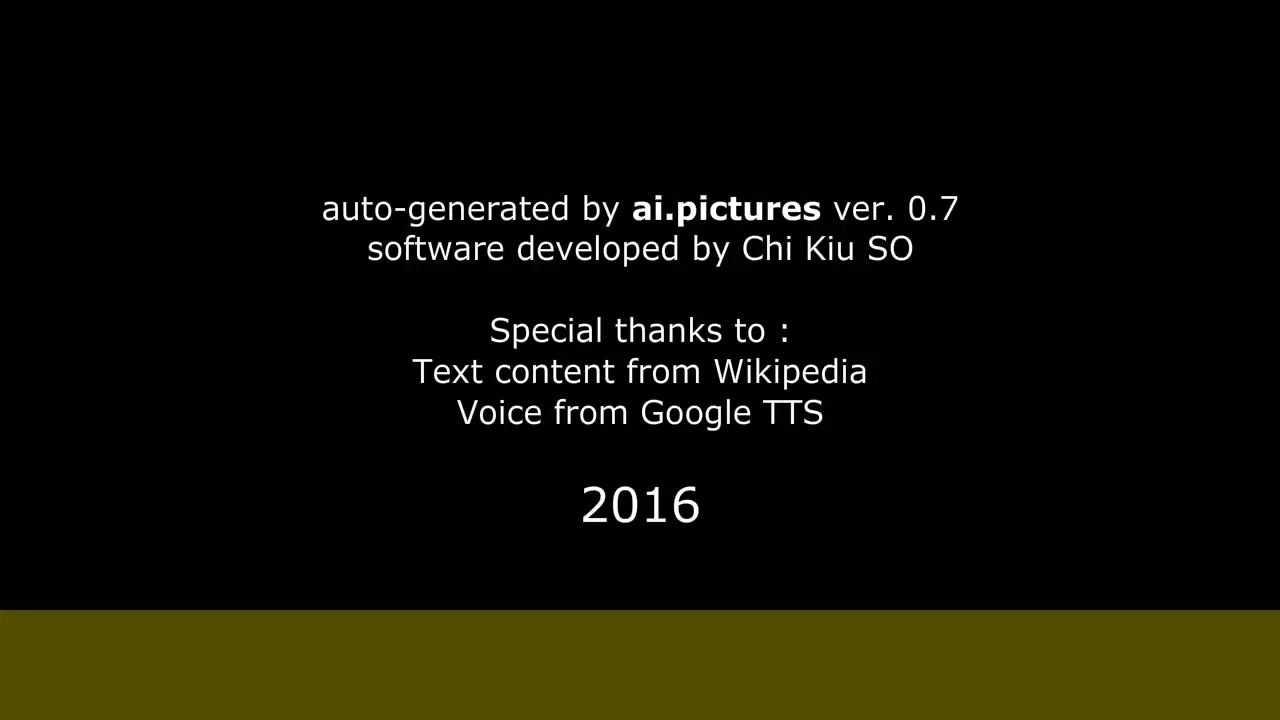 auto-generated by ai.pictures ver. 0.7
software developed by Chi Kiu SO
Special thanks to :
Text content from Wikipedia
Voice from Google TTS
2016